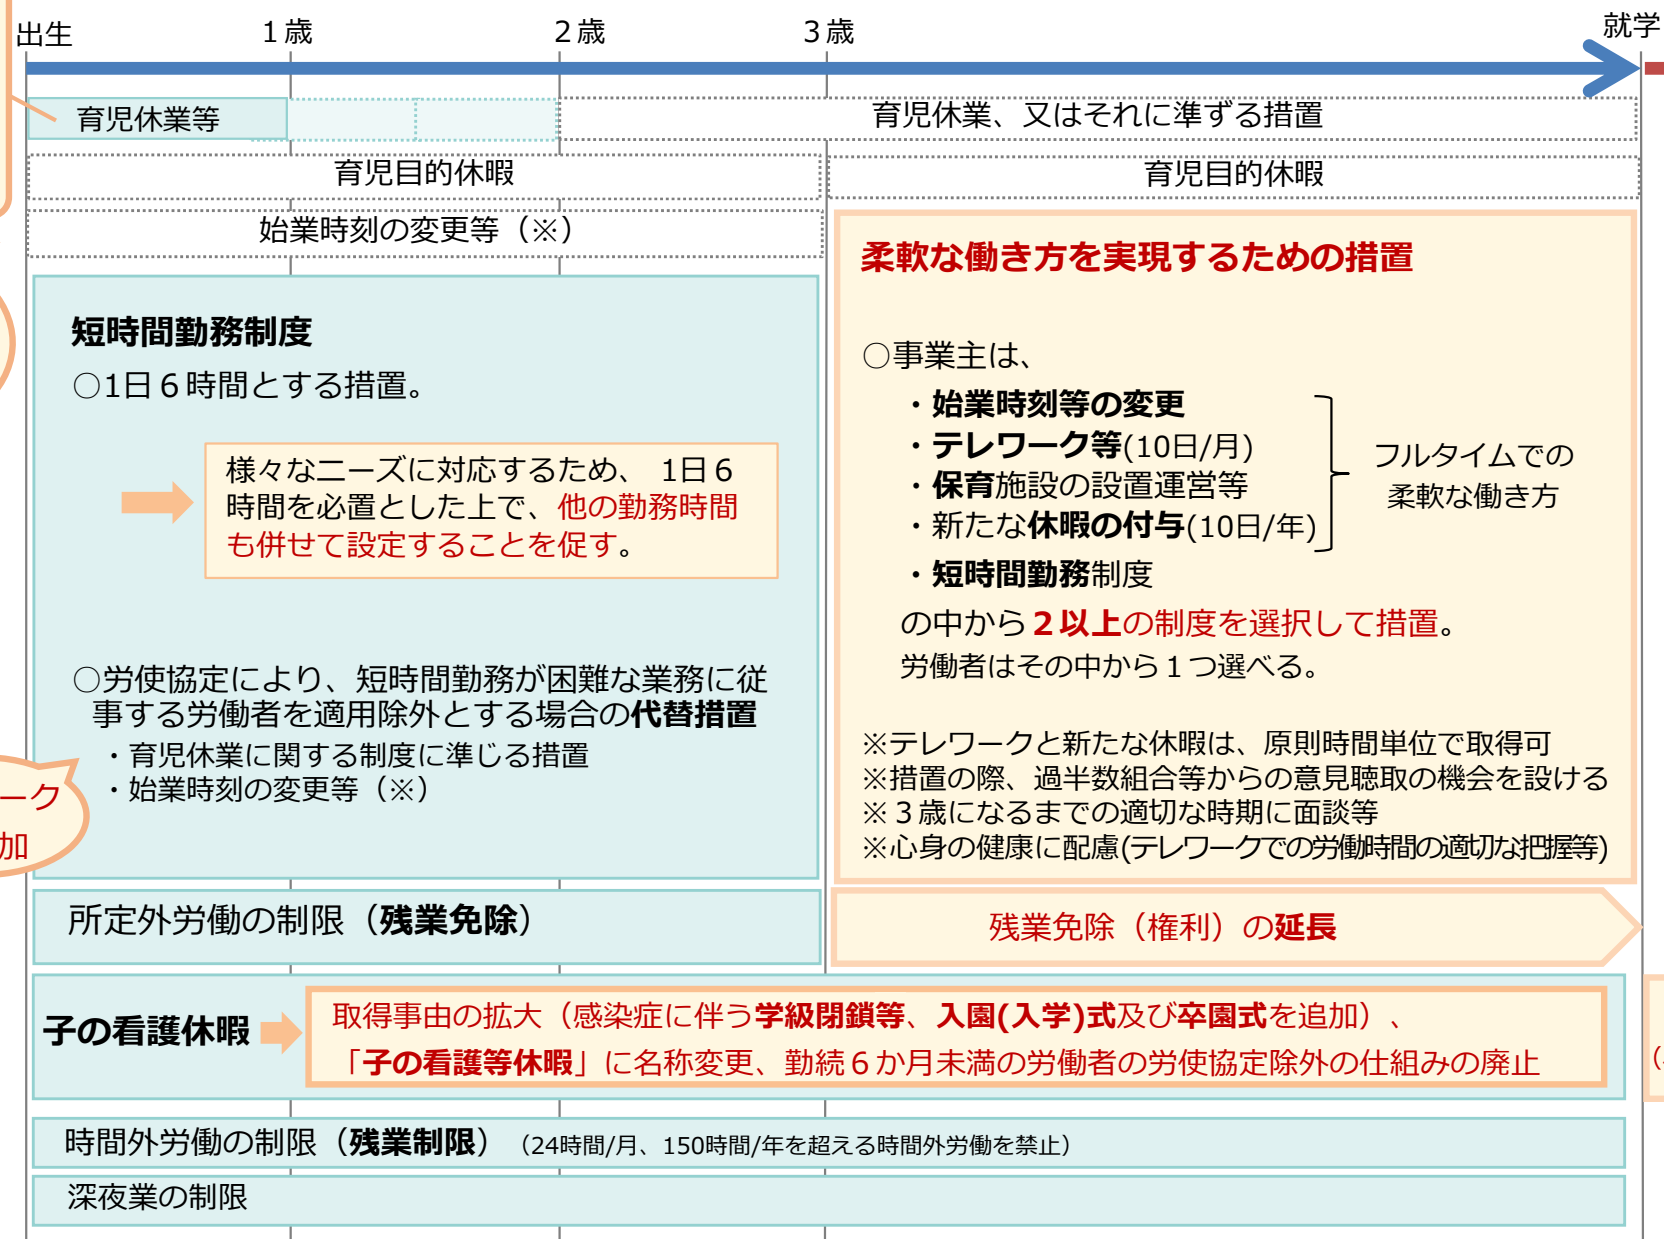 出生
１歳
２歳
３歳
就学
育児休業等
育児休業、又はそれに準ずる措置
育児目的休暇
育児目的休暇
始業時刻の変更等（※）
短時間勤務制度
○1日６時間とする措置。
様々なニーズに対応するため、 1日６
時間を必置とした上で、他の勤務時間
も併せて設定することを促す。
○労使協定により、短時間勤務が困難な業務に従
事する労働者を適用除外とする場合の代替措置
・育児休業に関する制度に準じる措置
・始業時刻の変更等（※）
ーク
加
柔軟な働き方を実現するための措置
○事業主は、
・始業時刻等の変更
・テレワーク等(10日/月)
・保育施設の設置運営等
・新たな休暇の付与(10日/年)
・短時間勤務制度
フルタイムでの
柔軟な働き方
の中から２以上の制度を選択して措置。
労働者はその中から１つ選べる。
※テレワークと新たな休暇は、原則時間単位で取得可
※措置の際、過半数組合等からの意見聴取の機会を設ける
※３歳になるまでの適切な時期に面談等
※心身の健康に配慮(テレワークでの労働時間の適切な把握等)
所定外労働の制限（残業免除）
残業免除（権利）の延長
子の看護休暇
取得事由の拡大（感染症に伴う学級閉鎖等、入園(入学)式及び卒園式を追加）、
「子の看護等休暇」に名称変更、勤続６か月未満の労働者の労使協定除外の仕組みの廃止
時間外労働の制限（残業制限）（24時間/月、150時間/年を超える時間外労働を禁止）
深夜業の制限